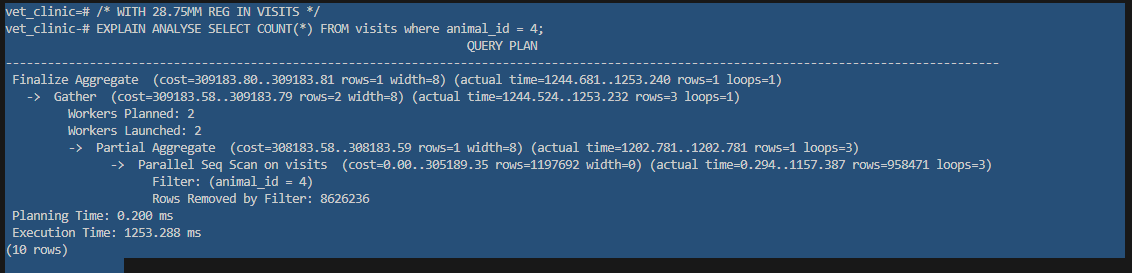 vet_clinic=# /* WITH 28.75MM REG IN VISITS */
vet_clinic-# EXPLAIN ANALYSE SELECT COUNT(*) FROM visits where animal_id = 4;
QUERY PLAN
-----------------------------------------------------------------------------------------------------------------------------------------------
Finalize Aggregate  (cost=309183.80..309183.81 rows=1 width=8) (actual time=1244.681..1253.240 rows=1 loops=1)
  ->  Gather  (cost=309183.58..309183.79 rows=2 width=8) (actual time=1244.524..1253.232 rows=3 loops=1)
        Workers Planned: 2
        Workers Launched: 2
        ->  Partial Aggregate  (cost=308183.58..308183.59 rows=1 width=8) (actual time=1202.781..1202.781 rows=1 loops=3)
              ->  Parallel Seq Scan on visits  (cost=0.00..305189.35 rows=1197692 width=0) (actual time=0.294..1157.387 rows=958471 loops=3)
                    Filter: (animal_id = 4)
                    Rows Removed by Filter: 8626236
Planning Time: 0.200 ms
Execution Time: 1253.288 ms
(10 rows)